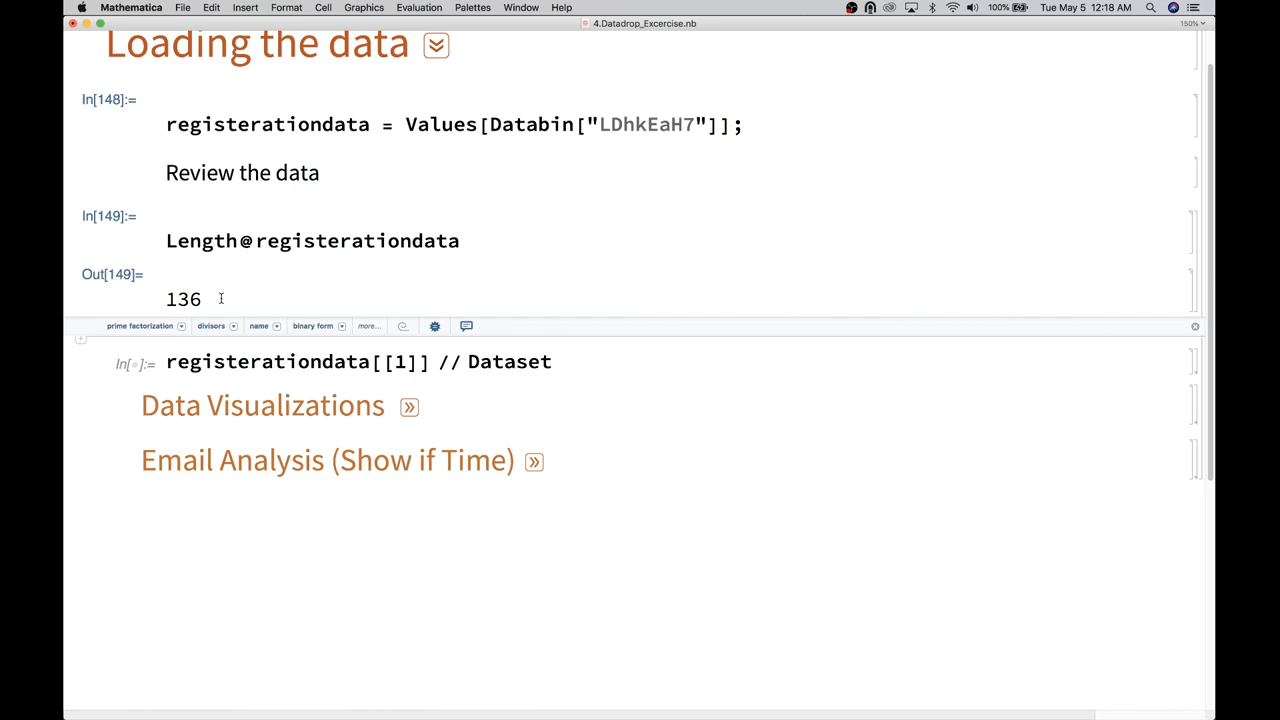 Mathematica File Edit Insert Format Cell Graphics Evaluation Palettes Window Help 100% Tue May 5 12:18 AM
4.Datadrop_Excercise.nb 150%
Loading the data
In[148]:=
registerationdata = Values[Databin["LDhkEaH7"]];
Review the data
In[149]:=
Length@registerationdata
Out[149]=
136
prime factorization divisors name binary form more...
In[ ]:= registerationdata[[1]] // Dataset
Data Visualizations
Email Analysis (Show if Time)